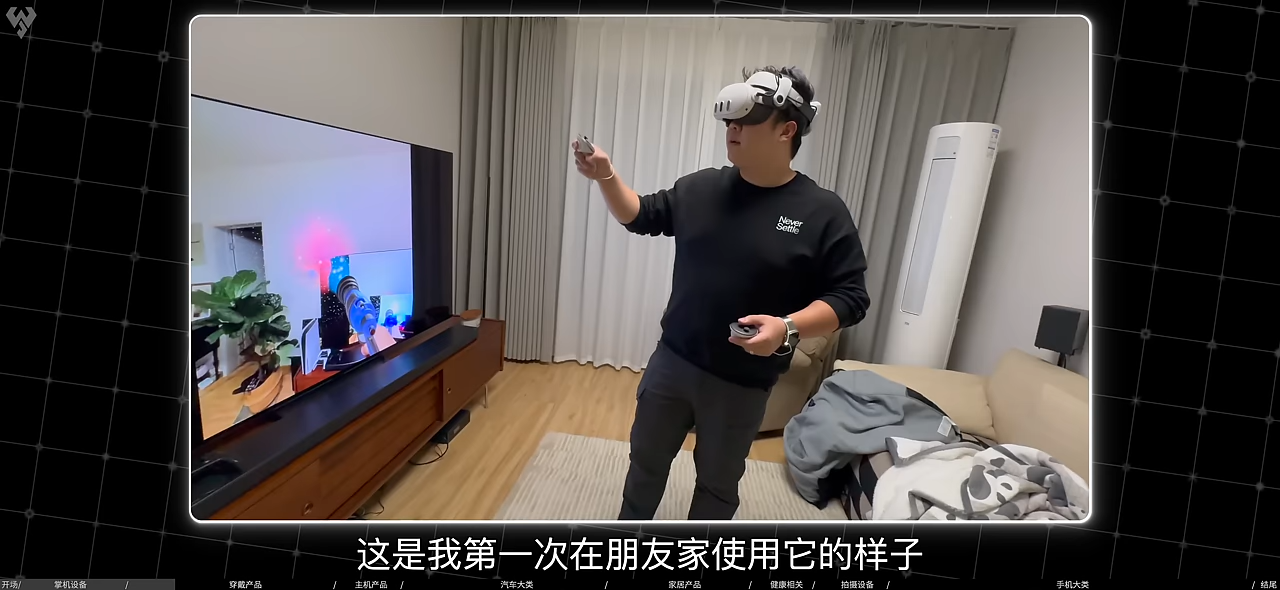 Never
Settle
这是我第一次在朋友家使用它的样子
开场/ 掌机设备 / 穿戴产品 / 主机产品 / 汽车大类 / 家居产品 / 健康相关 / 拍摄设备 / 手机大类 / 结尾